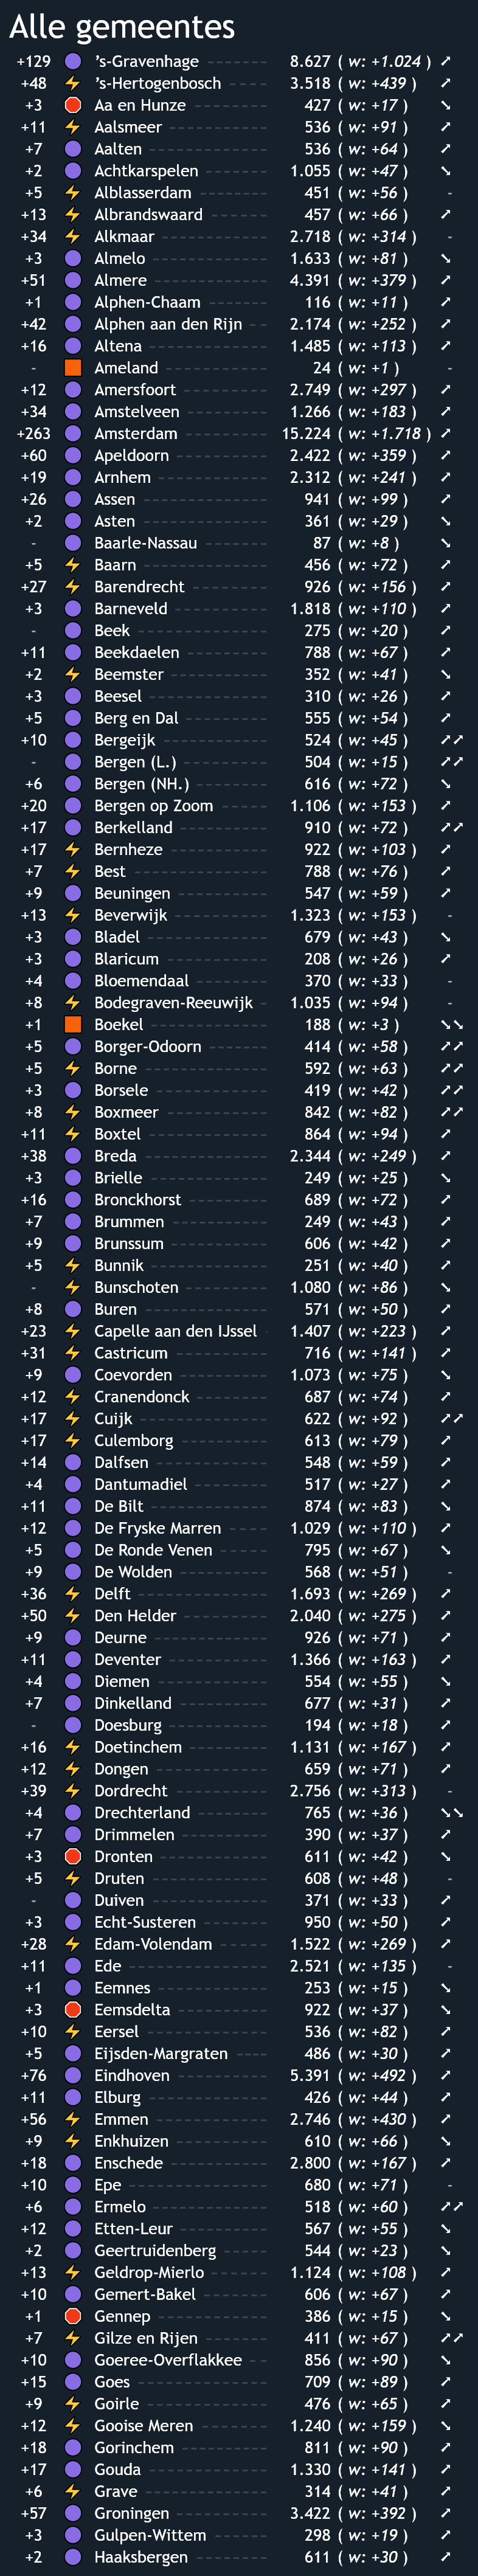 Alle gemeentes
+129 's-Gravenhage 8.627 ( w: +1.024 ) ➚
+48 's-Hertogenbosch 3.518 ( w: +439 ) ➚
+3 Aa en Hunze 427 ( w: +17 ) ➘
+11 Aalsmeer 536 ( w: +91 ) ➚
+7 Aalten 536 ( w: +64 ) ➚
+2 Achtkarspelen 1.055 ( w: +47 ) ➘
+5 Alblasserdam 451 ( w: +56 ) -
+13 Albrandswaard 457 ( w: +66 ) ➚
+34 Alkmaar 2.718 ( w: +314 ) -
+3 Almelo 1.633 ( w: +81 ) ➘
+51 Almere 4.391 ( w: +379 ) ➚
+1 Alphen-Chaam 116 ( w: +11 ) ➚
+42 Alphen aan den Rijn 2.174 ( w: +252 ) ➚
+16 Altena 1.485 ( w: +113 ) ➚
- Ameland 24 ( w: +1 ) -
+12 Amersfoort 2.749 ( w: +297 ) ➚
+34 Amstelveen 1.266 ( w: +183 ) ➚
+263 Amsterdam 15.224 ( w: +1.718 ) ➚
+60 Apeldoorn 2.422 ( w: +359 ) ➚
+19 Arnhem 2.312 ( w: +241 ) ➚
+26 Assen 941 ( w: +99 ) ➚
+2 Asten 361 ( w: +29 ) ➘
- Baarle-Nassau 87 ( w: +8 ) ➘
+5 Baarn 456 ( w: +72 ) ➚
+27 Barendrecht 926 ( w: +156 ) ➚
+3 Barneveld 1.818 ( w: +110 ) ➚
- Beek 275 ( w: +20 ) ➚
+11 Beekdaelen 788 ( w: +67 ) ➚
+2 Beemster 352 ( w: +41 ) ➘
+3 Beesel 310 ( w: +26 ) ➚
+5 Berg en Dal 555 ( w: +54 ) ➚
+10 Bergeijk 524 ( w: +45 ) ➚➚
- Bergen (L.) 504 ( w: +15 ) ➚➚
+6 Bergen (NH.) 616 ( w: +72 ) ➘
+20 Bergen op Zoom 1.106 ( w: +153 ) ➚
+17 Berkelland 910 ( w: +72 ) ➚➚
+17 Bernheze 922 ( w: +103 ) ➚
+7 Best 788 ( w: +76 ) ➚
+9 Beuningen 547 ( w: +59 ) ➚
+13 Beverwijk 1.323 ( w: +153 ) -
+3 Bladel 679 ( w: +43 ) ➘
+3 Blaricum 208 ( w: +26 ) ➚
+4 Bloemendaal 370 ( w: +33 ) -
+8 Bodegraven-Reeuwijk 1.035 ( w: +94 ) -
+1 Boekel 188 ( w: +3 ) ➘➘
+5 Borger-Odoorn 414 ( w: +58 ) ➚➚
+5 Borne 592 ( w: +63 ) ➚➚
+3 Borsele 419 ( w: +42 ) ➚➚
+8 Boxmeer 842 ( w: +82 ) ➚➚
+11 Boxtel 864 ( w: +94 ) ➚
+38 Breda 2.344 ( w: +249 ) ➚
+3 Brielle 249 ( w: +25 ) ➘
+16 Bronckhorst 689 ( w: +72 ) ➚
+7 Brummen 249 ( w: +43 ) ➚
+9 Brunssum 606 ( w: +42 ) ➚
+5 Bunnik 251 ( w: +40 ) ➚
- Bunschoten 1.080 ( w: +86 ) ➘
+8 Buren 571 ( w: +50 ) ➚
+23 Capelle aan den IJssel 1.407 ( w: +223 ) ➚
+31 Castricum 716 ( w: +141 ) ➚
+9 Coevorden 1.073 ( w: +75 ) ➘
+12 Cranendonck 687 ( w: +74 ) ➚
+17 Cuijk 622 ( w: +92 ) ➚➚
+17 Culemborg 613 ( w: +79 ) ➚
+14 Dalfsen 548 ( w: +59 ) ➚
+4 Dantumadiel 517 ( w: +27 ) ➚
+11 De Bilt 874 ( w: +83 ) ➘
+12 De Fryske Marren 1.029 ( w: +110 ) ➚
+5 De Ronde Venen 795 ( w: +67 ) ➘
+9 De Wolden 568 ( w: +51 ) -
+36 Delft 1.693 ( w: +269 ) ➚
+50 Den Helder 2.040 ( w: +275 ) ➚
+9 Deurne 926 ( w: +71 ) ➚
+11 Deventer 1.366 ( w: +163 ) ➚
+4 Diemen 554 ( w: +55 ) ➘
+7 Dinkelland 677 ( w: +31 ) ➚
- Doesburg 194 ( w: +18 ) ➚
+16 Doetinchem 1.131 ( w: +167 ) ➚
+12 Dongen 659 ( w: +71 ) ➚
+39 Dordrecht 2.756 ( w: +313 ) -
+4 Drechterland 765 ( w: +36 ) ➘➘
+7 Drimmelen 390 ( w: +37 ) ➚
+3 Dronten 611 ( w: +42 ) ➘
+5 Druten 608 ( w: +48 ) -
- Duiven 371 ( w: +33 ) ➚
+3 Echt-Susteren 950 ( w: +50 ) ➚
+28 Edam-Volendam 1.522 ( w: +269 ) ➚
+11 Ede 2.521 ( w: +135 ) -
+1 Eemnes 253 ( w: +15 ) ➘
+3 Eemsdelta 922 ( w: +37 ) ➘
+10 Eersel 536 ( w: +82 ) ➚
+5 Eijsden-Margraten 486 ( w: +30 ) ➚
+76 Eindhoven 5.391 ( w: +492 ) ➚
+11 Elburg 426 ( w: +44 ) ➚
+56 Emmen 2.746 ( w: +430 ) ➚
+9 Enkhuizen 610 ( w: +66 ) ➘
+18 Enschede 2.800 ( w: +167 ) ➚
+10 Epe 680 ( w: +71 ) -
+6 Ermelo 518 ( w: +60 ) ➚➚
+12 Etten-Leur 567 ( w: +55 ) ➘
+2 Geertruidenberg 544 ( w: +23 ) ➘
+13 Geldrop-Mierlo 1.124 ( w: +108 ) ➚
+10 Gemert-Bakel 606 ( w: +67 ) ➚
+1 Gennep 386 ( w: +15 ) ➘
+7 Gilze en Rijen 411 ( w: +67 ) ➚➚
+10 Goeree-Overflakkee 856 ( w: +90 ) ➘
+15 Goes 709 ( w: +89 ) ➚
+9 Goirle 476 ( w: +65 ) ➚
+12 Gooise Meren 1.240 ( w: +159 ) ➘
+18 Gorinchem 811 ( w: +90 ) ➚
+17 Gouda 1.330 ( w: +141 ) ➚
+6 Grave 314 ( w: +41 ) ➚
+57 Groningen 3.422 ( w: +392 ) ➚
+3 Gulpen-Wittem 298 ( w: +19 ) ➚
+2 Haaksbergen 611 ( w: +30 ) ➚